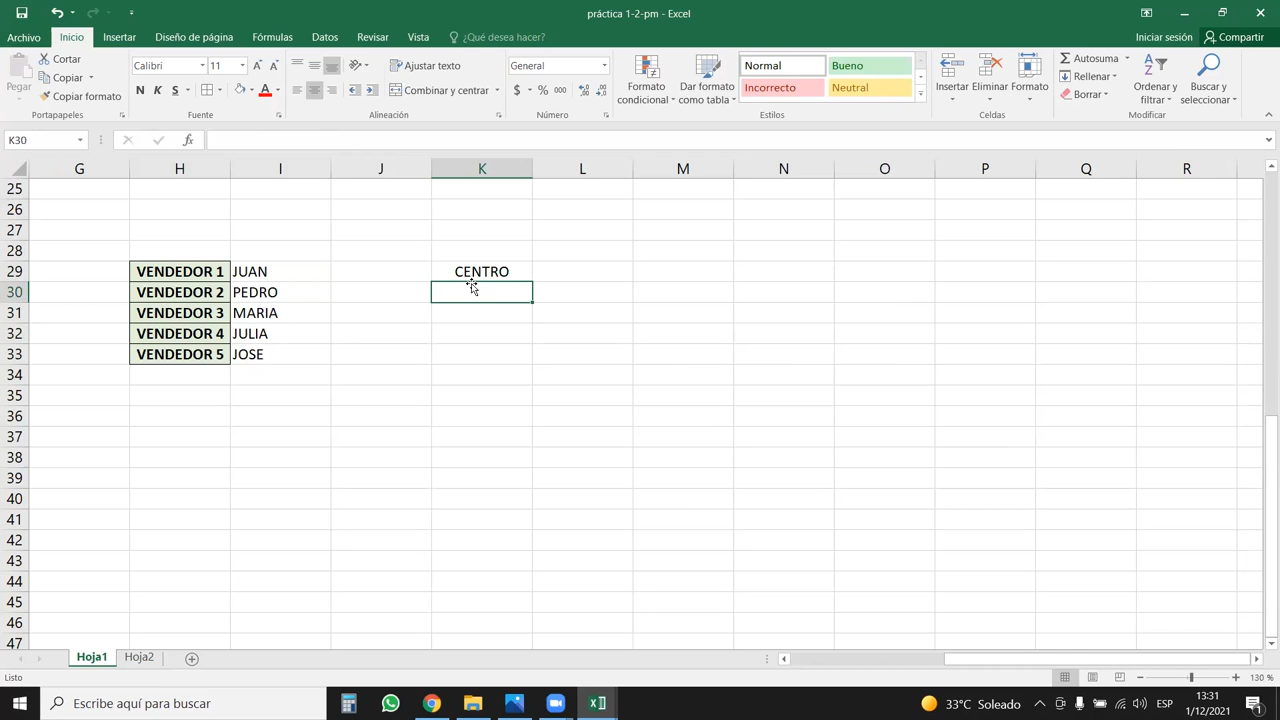 práctica 1-2-pm - Excel
Archivo Inicio Insertar Diseño de página Fórmulas Datos Revisar Vista ¿Qué desea hacer? Iniciar sesión Compartir
Pegar
Cortar
Copiar
Copiar formato
Portapapeles
Calibri 11
N K S
Fuente
Ajustar texto
Combinar y centrar
Alineación
General
$ % 000
Número
Formato condicional
Dar formato como tabla
Normal Bueno
Incorrecto Neutral
Estilos
Insertar Eliminar Formato
Celdas
Autosuma
Rellenar
Borrar
Ordenar y filtrar
Buscar y seleccionar
Modificar
K30 fx
G H I J K L M N O P Q R
25
26
27
28
29 VENDEDOR 1 JUAN CENTRO
30 VENDEDOR 2 PEDRO
31 VENDEDOR 3 MARIA
32 VENDEDOR 4 JULIA
33 VENDEDOR 5 JOSE
34
35
36
37
38
39
40
41
42
43
44
45
46
47
Hoja1 Hoja2
Listo 130 %
Escribe aquí para buscar
33°C Soleado
ESP
13:31
1/12/2021